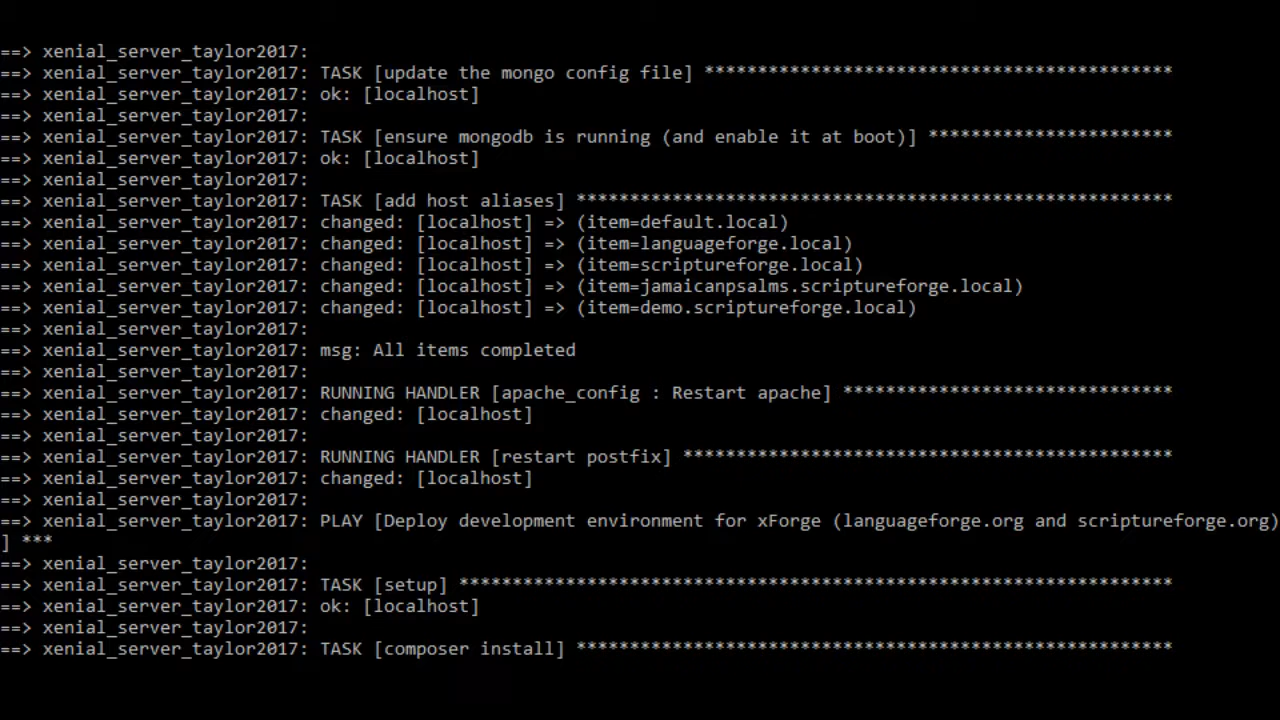 ==> xenial_server_taylor2017:
==> xenial_server_taylor2017: TASK [update the mongo config file] ********************************************
==> xenial_server_taylor2017: ok: [localhost]
==> xenial_server_taylor2017:
==> xenial_server_taylor2017: TASK [ensure mongodb is running (and enable it at boot)] ***********************
==> xenial_server_taylor2017: ok: [localhost]
==> xenial_server_taylor2017:
==> xenial_server_taylor2017: TASK [add host aliases] ********************************************************
==> xenial_server_taylor2017: changed: [localhost] => (item=default.local)
==> xenial_server_taylor2017: changed: [localhost] => (item=languageforge.local)
==> xenial_server_taylor2017: changed: [localhost] => (item=scriptureforge.local)
==> xenial_server_taylor2017: changed: [localhost] => (item=jamaicanpsalms.scriptureforge.local)
==> xenial_server_taylor2017: changed: [localhost] => (item=demo.scriptureforge.local)
==> xenial_server_taylor2017:
==> xenial_server_taylor2017: msg: All items completed
==> xenial_server_taylor2017:
==> xenial_server_taylor2017: RUNNING HANDLER [apache_config : Restart apache] *******************************
==> xenial_server_taylor2017: changed: [localhost]
==> xenial_server_taylor2017:
==> xenial_server_taylor2017: RUNNING HANDLER [restart postfix] **********************************************
==> xenial_server_taylor2017: changed: [localhost]
==> xenial_server_taylor2017:
==> xenial_server_taylor2017: PLAY [Deploy development environment for xForge (languageforge.org and scriptureforge.org)
] ***
==> xenial_server_taylor2017:
==> xenial_server_taylor2017: TASK [setup] *******************************************************************
==> xenial_server_taylor2017: ok: [localhost]
==> xenial_server_taylor2017:
==> xenial_server_taylor2017: TASK [composer install] ********************************************************